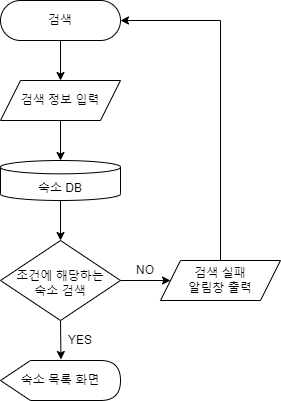 검색
검색 정보 입력
숙소 DB
조건에 해당하는
숙소 검색
NO
검색 실패
알림창 출력
YES
숙소 목록 화면